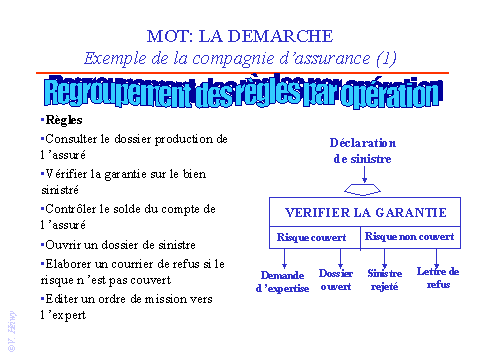 MOT: LA DEMARCHE
Exemple de la compagnie d’assurance (1)
Regroupement des règles par opération
•Règles
•Consulter le dossier production de
l ’assuré
•Vérifier la garantie sur le bien
sinistré
•Contrôler le solde du compte de
l ’assuré
•Ouvrir un dossier de sinistre
•Elaborer un courrier de refus si le
risque n ’est pas couvert
•Editer un ordre de mission vers
l ’expert
Déclaration
de sinistre
VERIFIER LA GARANTIE
Risque couvert
Risque non couvert
Demande
d ’expertise
Dossier
ouvert
Sinistre
rejeté
Lettre de
refus